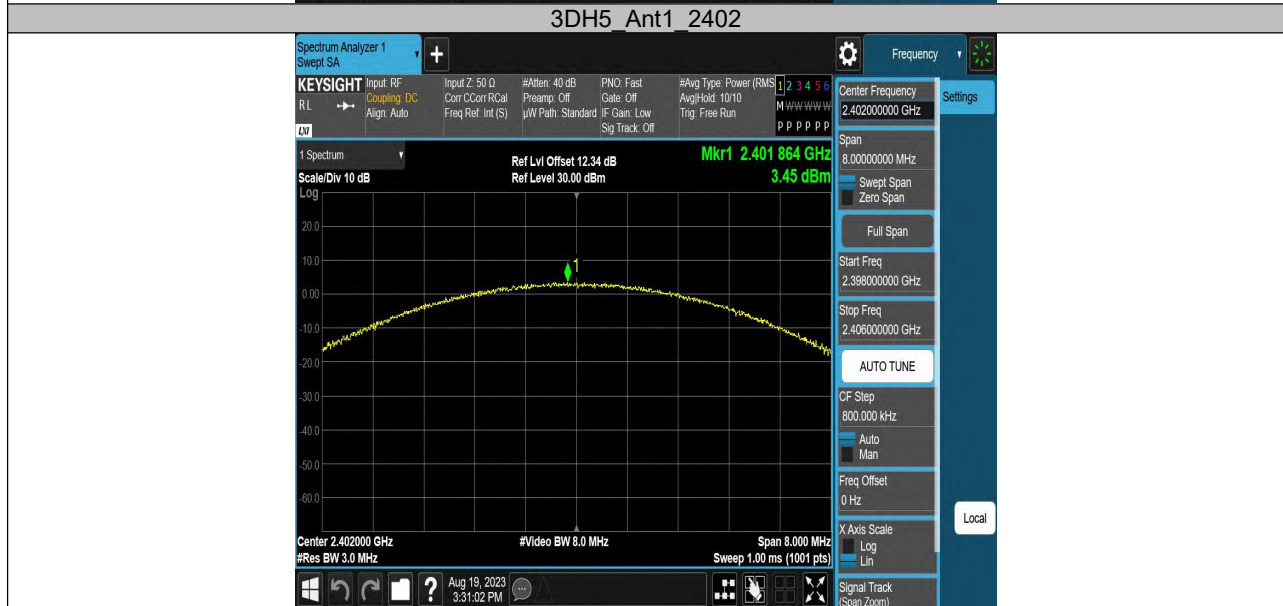 3DH5_Ant1_2402
Spectrum Analyzer 1
Swept SA
+
Frequency
KEYSIGHT
RL
LXI
Input: RF
Coupling: DC
Align: Auto
Input Z: 50 Ω
Corr CCorr RCal
Freq Ref: Int (S)
#Atten: 40 dB
Preamp: Off
µW Path: Standard
PNO: Fast
Gate: Off
IF Gain: Low
Sig Track: Off
#Avg Type: Power (RMS
Avg|Hold: 10/10
Trig: Free Run
1 2 3 4 5 6
M W W W W W
P P P P P P
1 Spectrum
Scale/Div 10 dB
Ref Lvl Offset 12.34 dB
Ref Level 30.00 dBm
Mkr1 2.401 864 GHz
3.45 dBm
Log
20.0
10.0
0.00
-10.0
-20.0
-30.0
-40.0
-50.0
-60.0
1
Center 2.402000 GHz
#Res BW 3.0 MHz
#Video BW 8.0 MHz
Span 8.000 MHz
Sweep 1.00 ms (1001 pts)
?
Aug 19, 2023
3:31:02 PM
Center Frequency
2.402000000 GHz
Span
8.00000000 MHz
Swept Span
Zero Span
Full Span
Start Freq
2.398000000 GHz
Stop Freq
2.406000000 GHz
AUTO TUNE
CF Step
800.000 kHz
Auto
Man
Freq Offset
0 Hz
X Axis Scale
Log
Lin
Signal Track
(Span Zoom)
Settings
Local